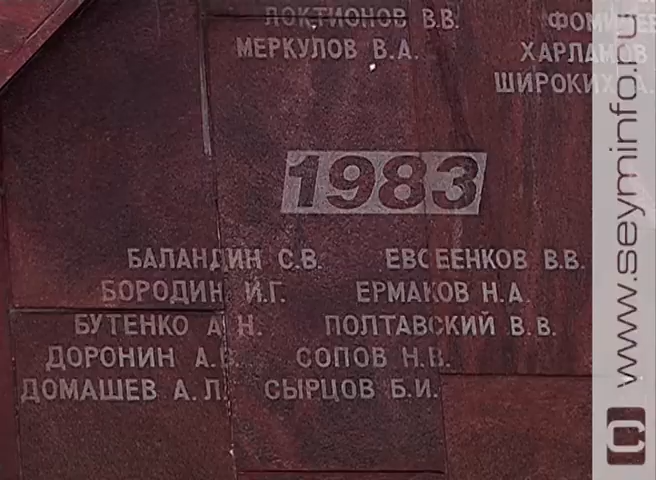 ЛОКТИОНОВ В.В.
МЕРКУЛОВ В.А. ХАРЛАМОВ
ШИРОКИХ А.
1983
БАЛАНДИН С.В. ЕВСЕЕНКОВ В.В.
БОРОДИН И.Г. ЕРМАКОВ Н.А.
БУТЕНКО А.Н. ПОЛТАВСКИЙ В.В.
ДОРОНИН А.В. СОПОВ Н.В.
ДОМАШЕВ А.Л. СЫРЦОВ Б.И.
www.seyminfo.ru